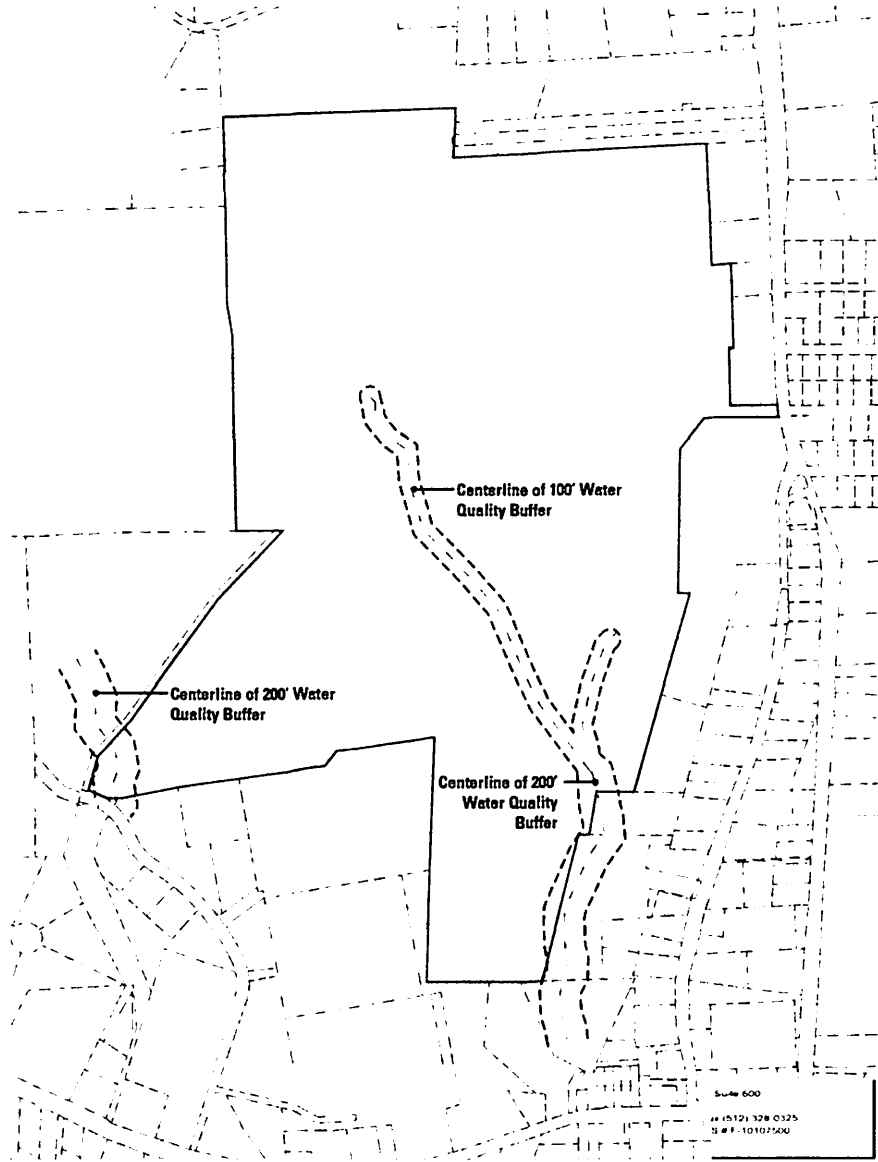 Centerline of 100' Water
Quality Buffer
Centerline of 200' Water
Quality Buffer
Centerline of 200'
Water Quality
Buffer
Suite 600
(512) 328 0325
F-10107500